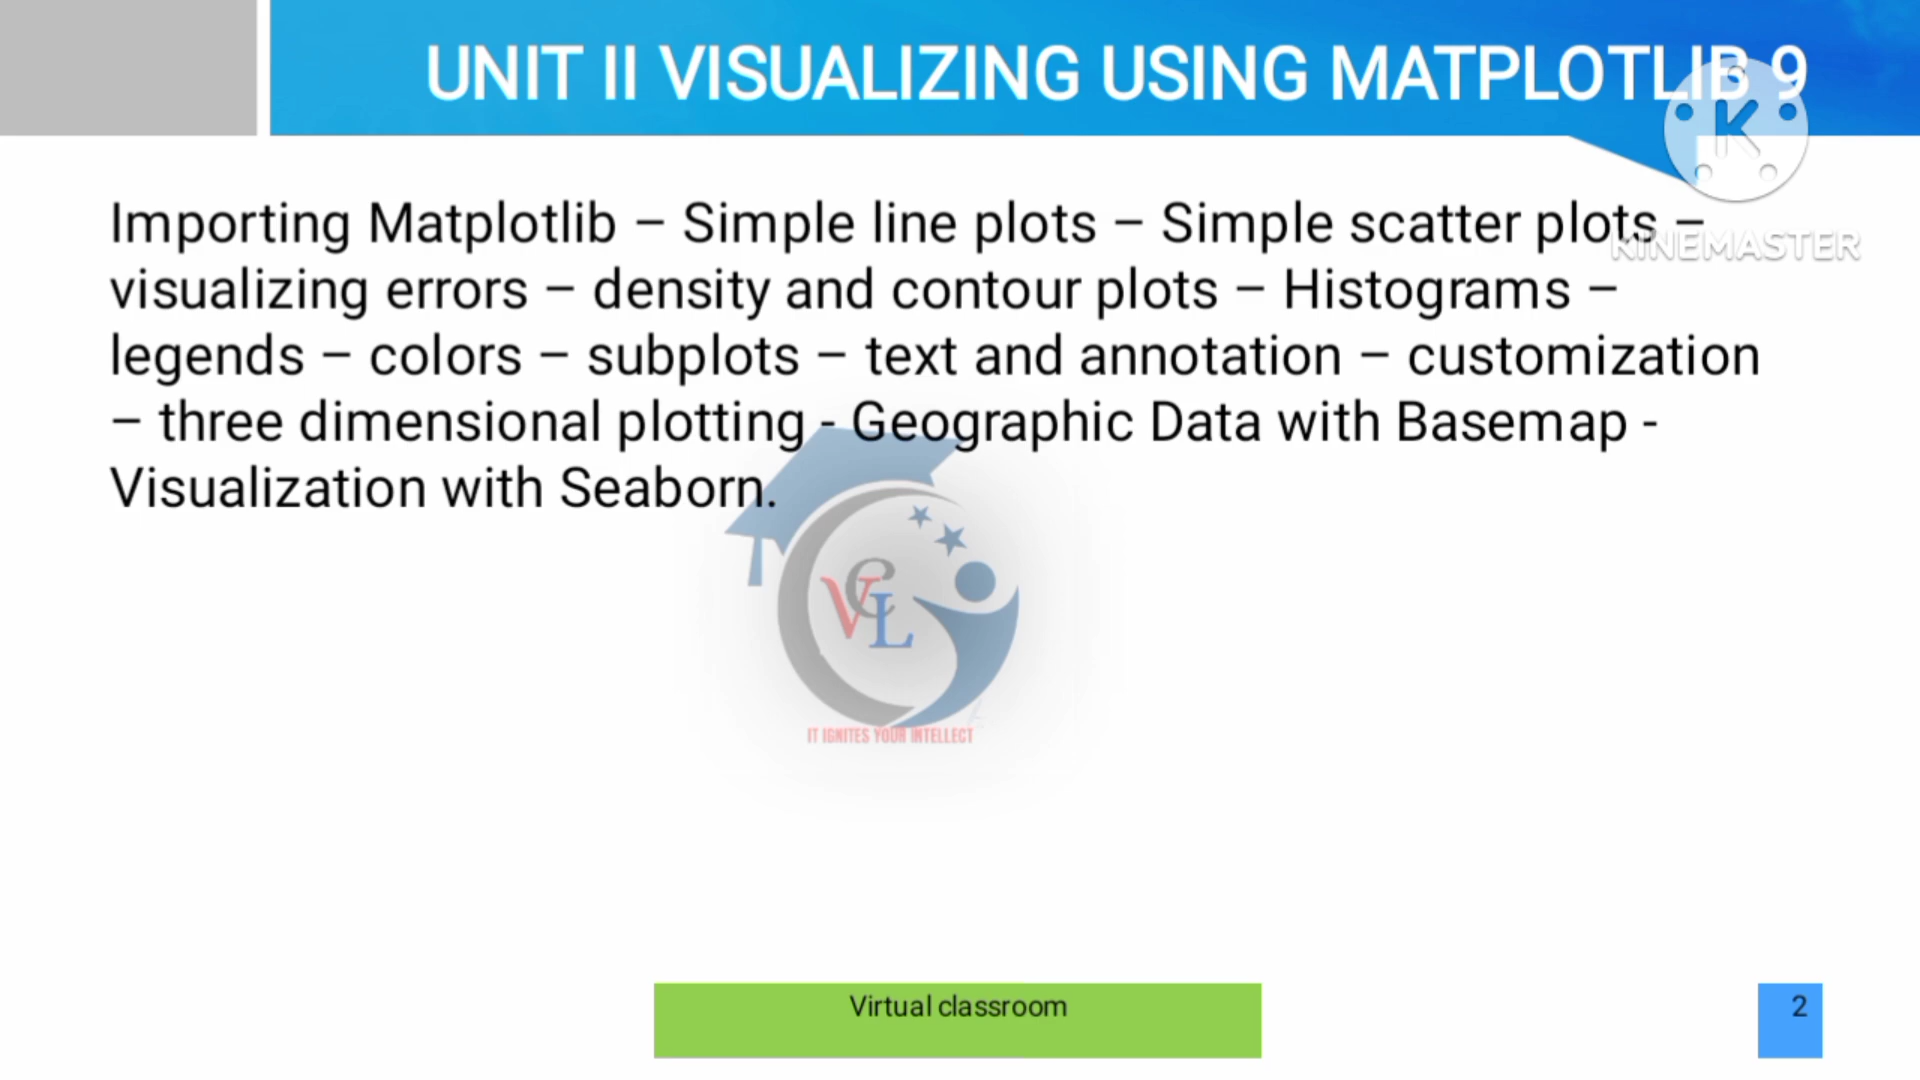 UNIT II VISUALIZING USING MATPLOTLIB 9
K
KINEMASTER
Importing Matplotlib – Simple line plots – Simple scatter plots –
visualizing errors – density and contour plots – Histograms –
legends – colors – subplots – text and annotation – customization
– three dimensional plotting - Geographic Data with Basemap -
Visualization with Seaborn.
VCL
IT IGNITES YOUR INTELLECT
Virtual classroom
2